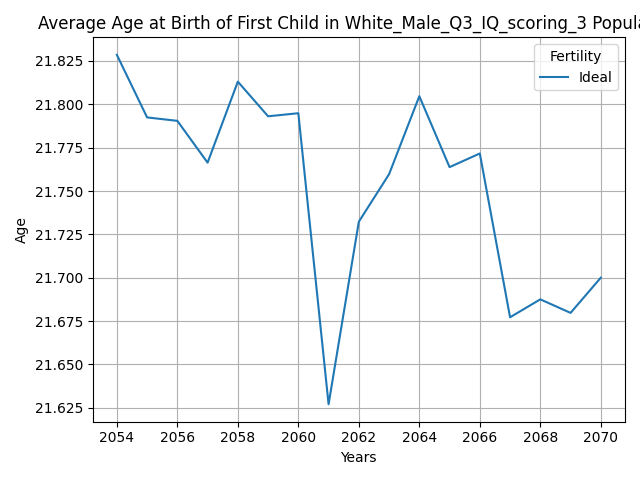 Average Age at Birth of First Child in White_Male_Q3_IQ_scoring_3 Popula
Fertility
Ideal
21.825
21.800
21.775
21.750
21.725
21.700
21.675
21.650
21.625
Age
2054 2056 2058 2060 2062 2064 2066 2068 2070
Years